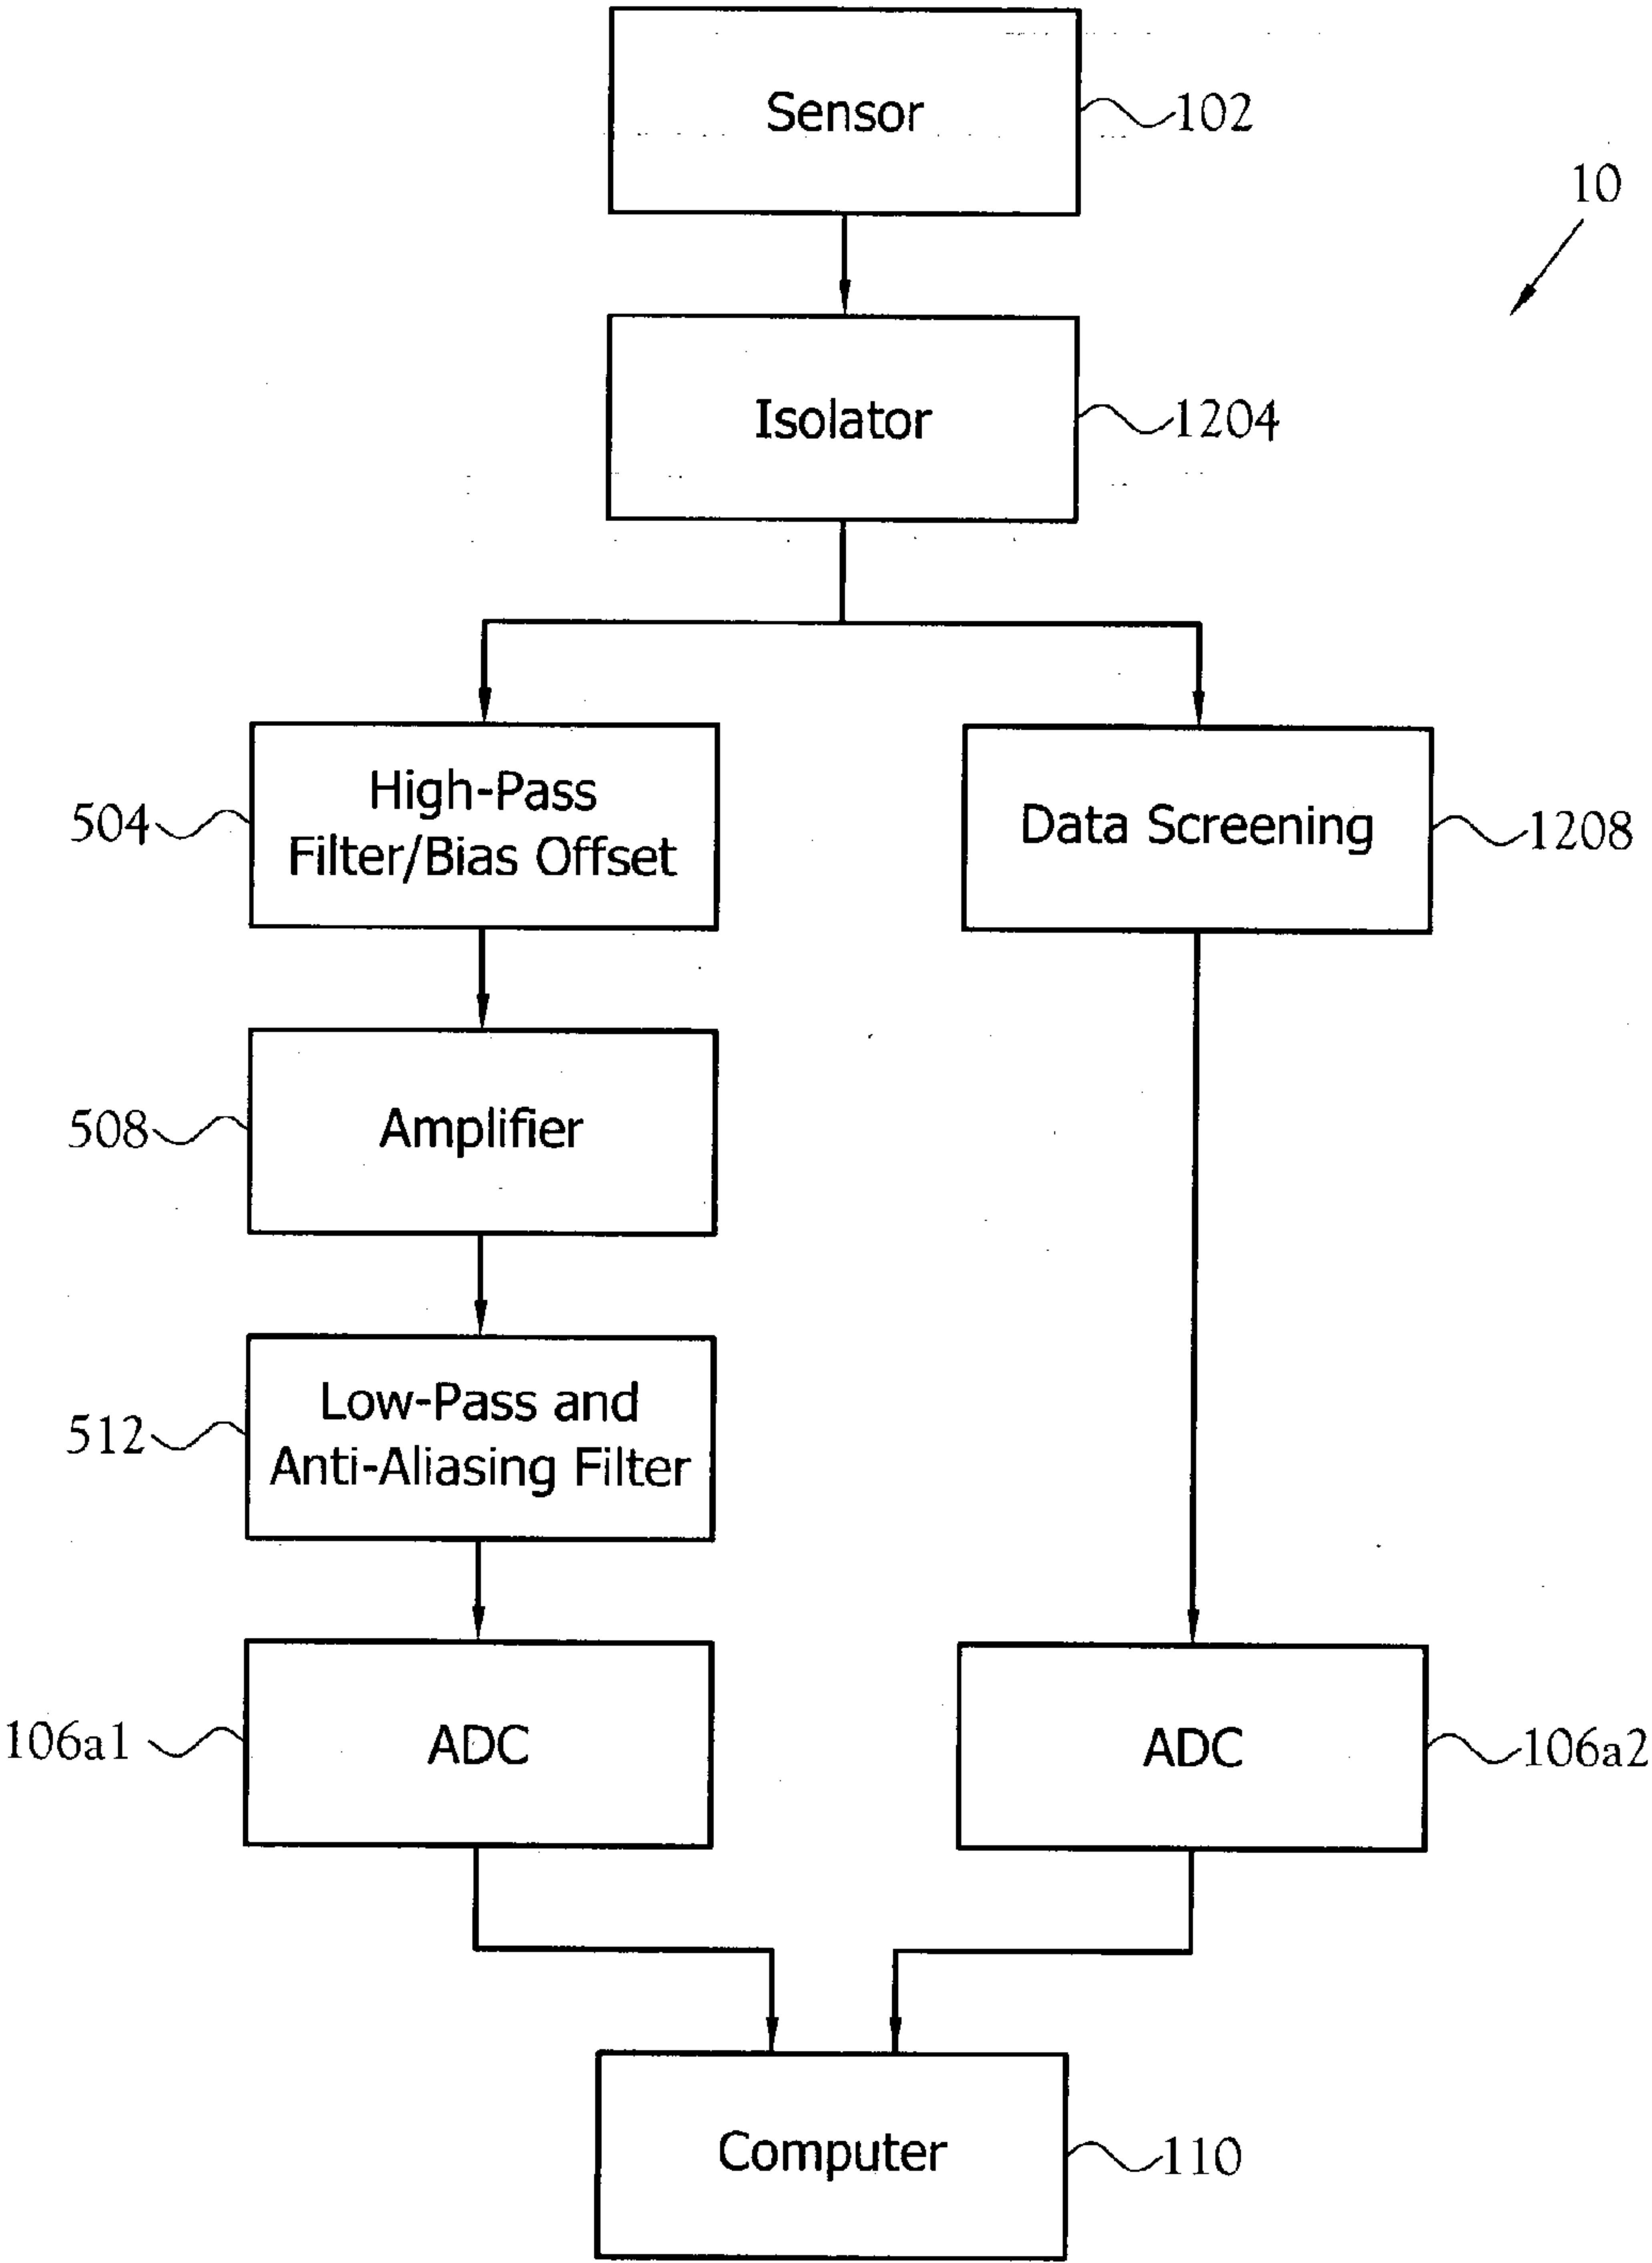 Sensor
102
10
Isolator
1204
High-Pass
Filter/Bias Offset
504
Data Screening
1208
Amplifier
508
Low-Pass and
Anti-Aliasing Filter
512
ADC
106a1
ADC
106a2
Computer
110